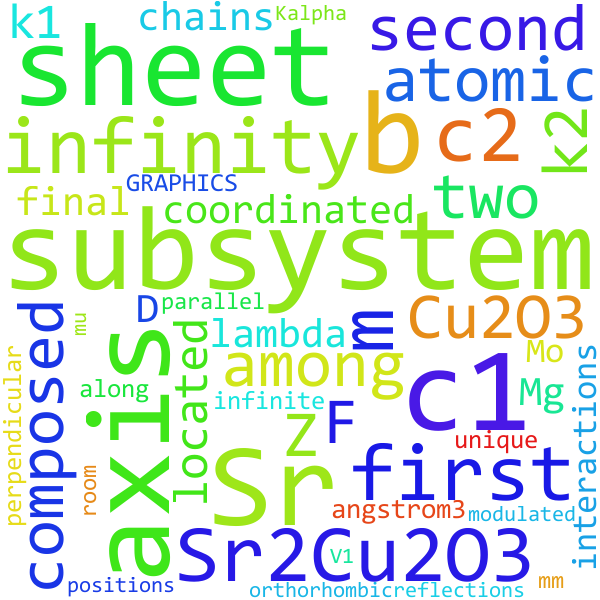 k1 chains Kalpha second
sheet atomic
infinity b c2 k2
GRAPHICS
final coordinated two
subsystem
composed mu D parallel m Cu2O3
axis located lambda among Mo
perpendicular along infinite c1 Mg interactions
Z F unique
room Sr first
angstrom3 modulated
Sr2Cu2O3 V1
positions orthorhombicreflections mm